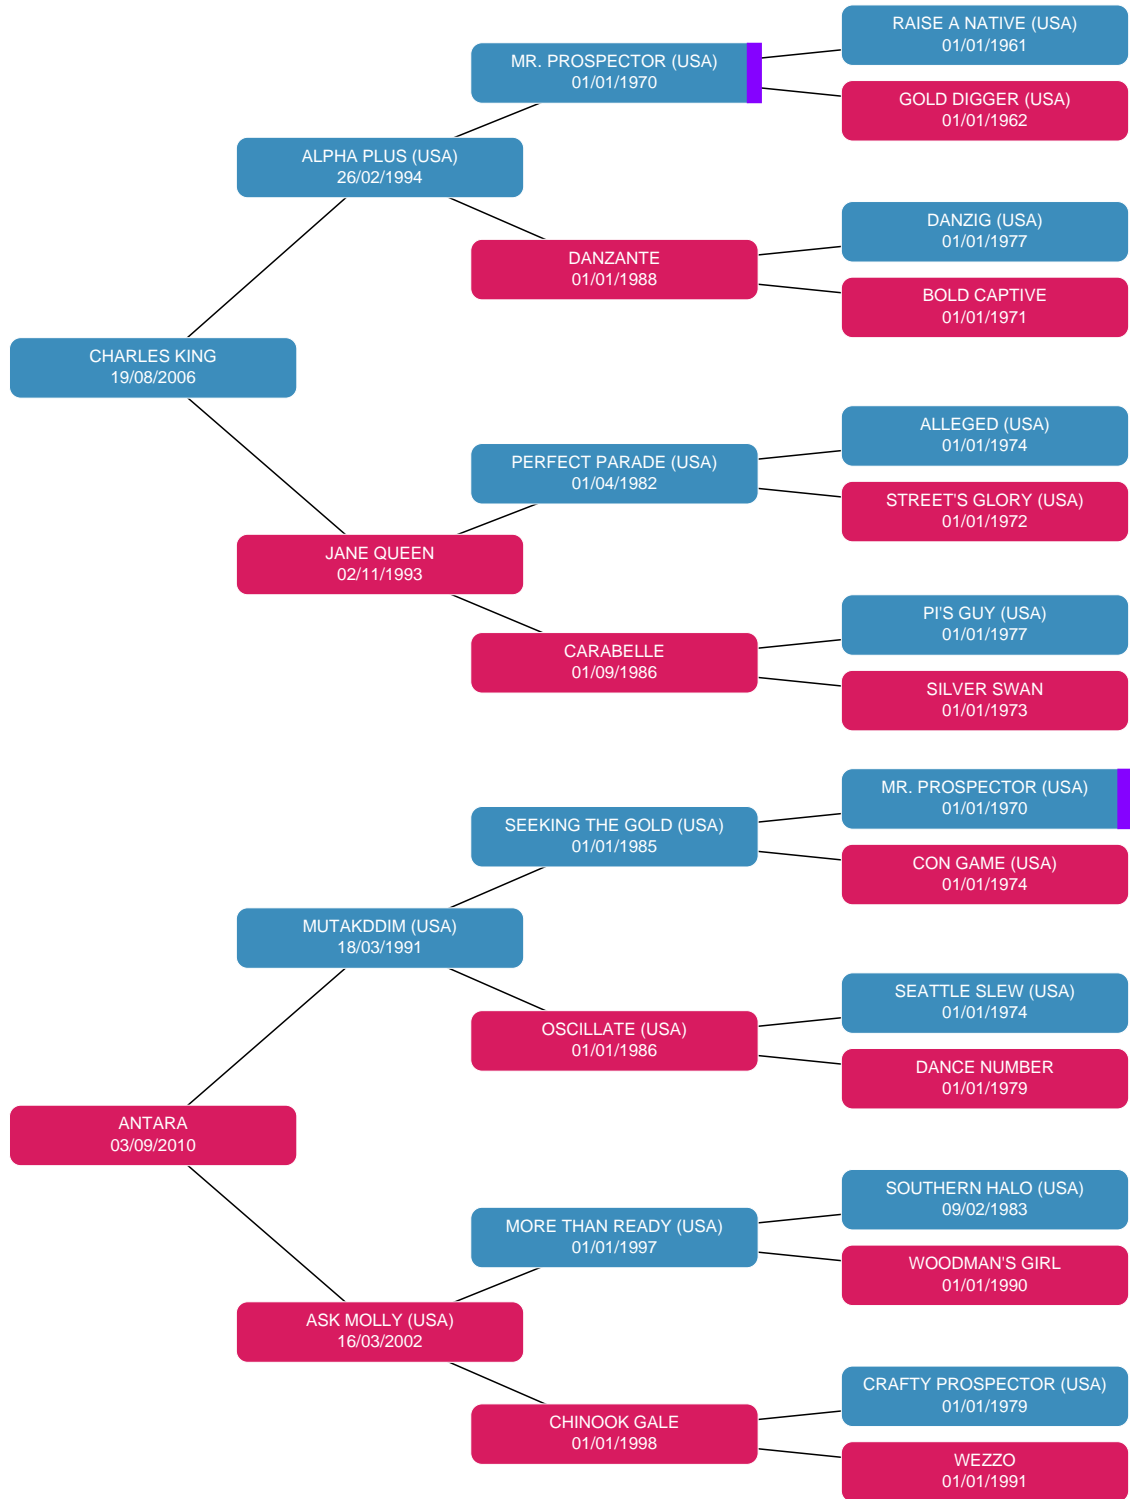 RAISE A NATIVE (USA)
01/01/1961
MR. PROSPECTOR (USA)
01/01/1970
GOLD DIGGER (USA)
01/01/1962
ALPHA PLUS (USA)
26/02/1994
DANZIG (USA)
01/01/1977
DANZANTE
01/01/1988
BOLD CAPTIVE
01/01/1971
CHARLES KING
19/08/2006
ALLEGED (USA)
01/01/1974
PERFECT PARADE (USA)
01/04/1982
STREET'S GLORY (USA)
01/01/1972
JANE QUEEN
02/11/1993
PI'S GUY (USA)
01/01/1977
CARABELLE
01/09/1986
SILVER SWAN
01/01/1973
MR. PROSPECTOR (USA)
01/01/1970
SEEKING THE GOLD (USA)
01/01/1985
CON GAME (USA)
01/01/1974
MUTAKDDIM (USA)
18/03/1991
SEATTLE SLEW (USA)
01/01/1974
OSCILLATE (USA)
01/01/1986
DANCE NUMBER
01/01/1979
ANTARA
03/09/2010
SOUTHERN HALO (USA)
09/02/1983
MORE THAN READY (USA)
01/01/1997
WOODMAN'S GIRL
01/01/1990
ASK MOLLY (USA)
16/03/2002
CRAFTY PROSPECTOR (USA)
01/01/1979
CHINOOK GALE
01/01/1998
WEZZO
01/01/1991